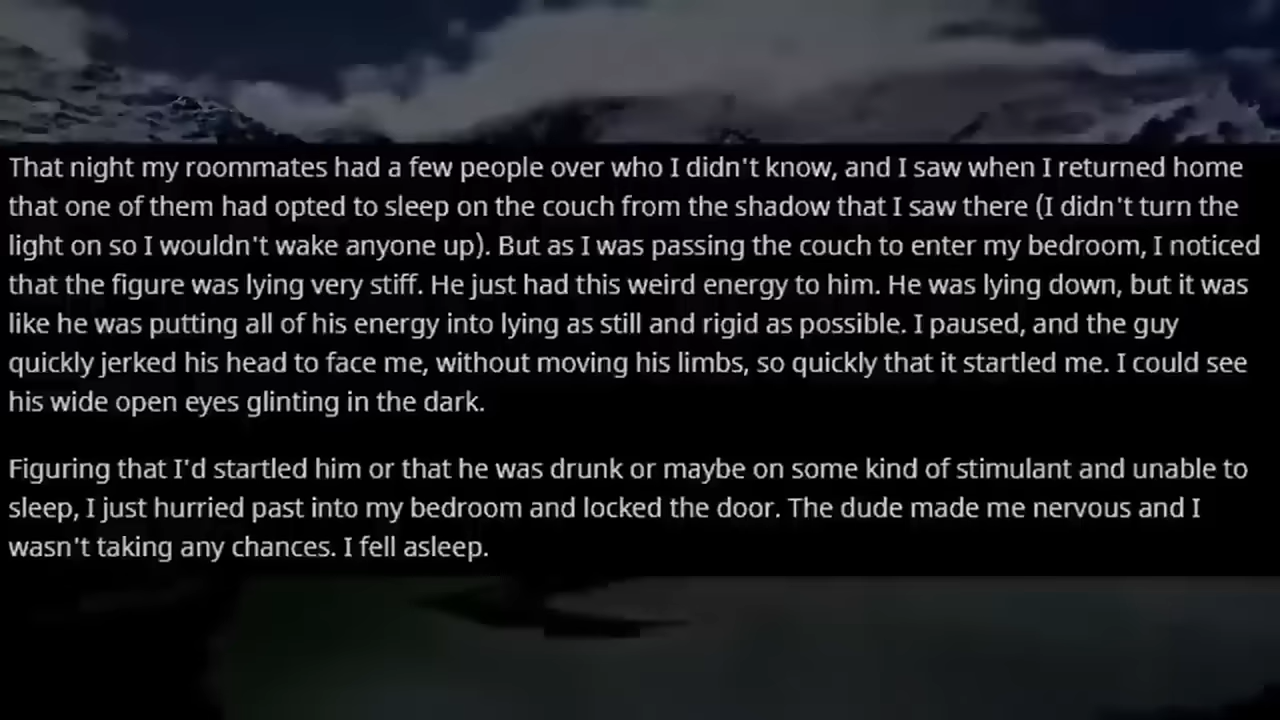 That night my roommates had a few people over who I didn't know, and I saw when I returned home
that one of them had opted to sleep on the couch from the shadow that I saw there (I didn't turn the
light on so I wouldn't wake anyone up). But as I was passing the couch to enter my bedroom, I noticed
that the figure was lying very stiff. He just had this weird energy to him. He was lying down, but it was
like he was putting all of his energy into lying as still and rigid as possible. I paused, and the guy
quickly jerked his head to face me, without moving his limbs, so quickly that it startled me. I could see
his wide open eyes glinting in the dark.
Figuring that I'd startled him or that he was drunk or maybe on some kind of stimulant and unable to
sleep, I just hurried past into my bedroom and locked the door. The dude made me nervous and I
wasn't taking any chances. I fell asleep.